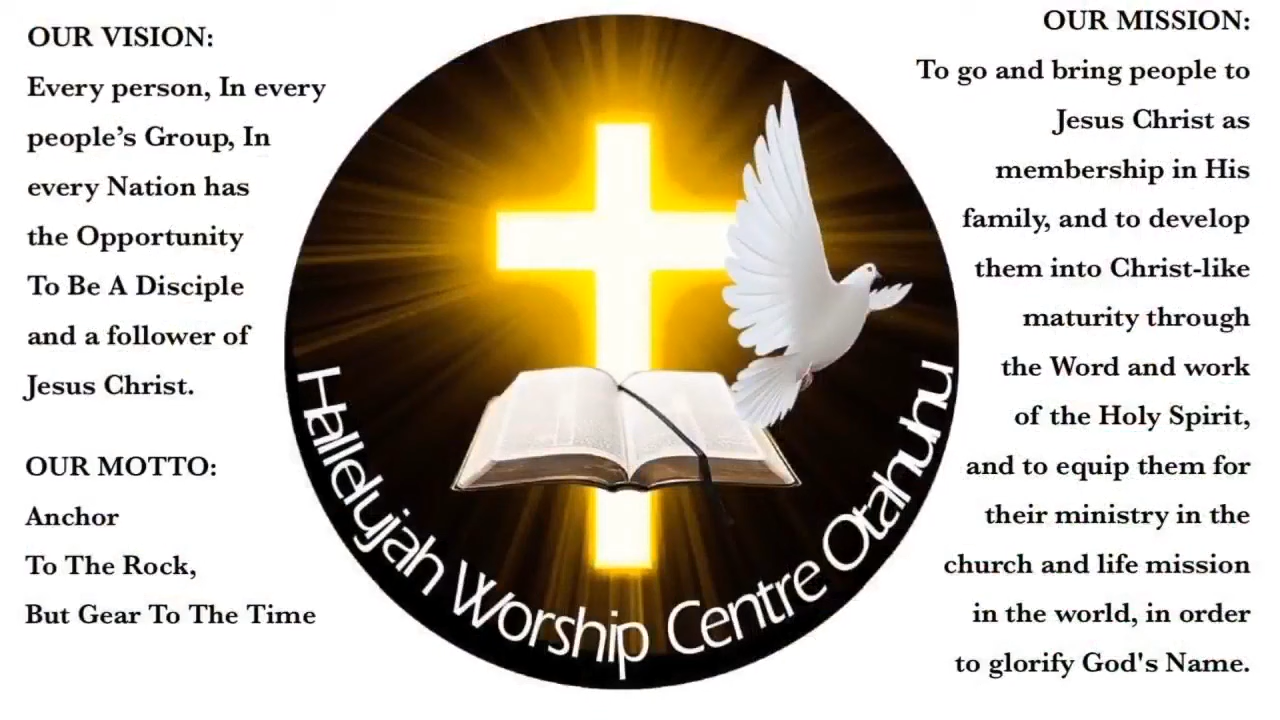 OUR VISION:
Every person, In every
people’s Group, In
every Nation has
the Opportunity
To Be A Disciple
and a follower of
Jesus Christ.
OUR MOTTO:
Anchor
To The Rock,
But Gear To The Time
Hallelujah Worship Centre Otahuhu
OUR MISSION:
To go and bring people to
Jesus Christ as
membership in His
family, and to develop
them into Christ-like
maturity through
the Word and work
of the Holy Spirit,
and to equip them for
their ministry in the
church and life mission
in the world, in order
to glorify God's Name.